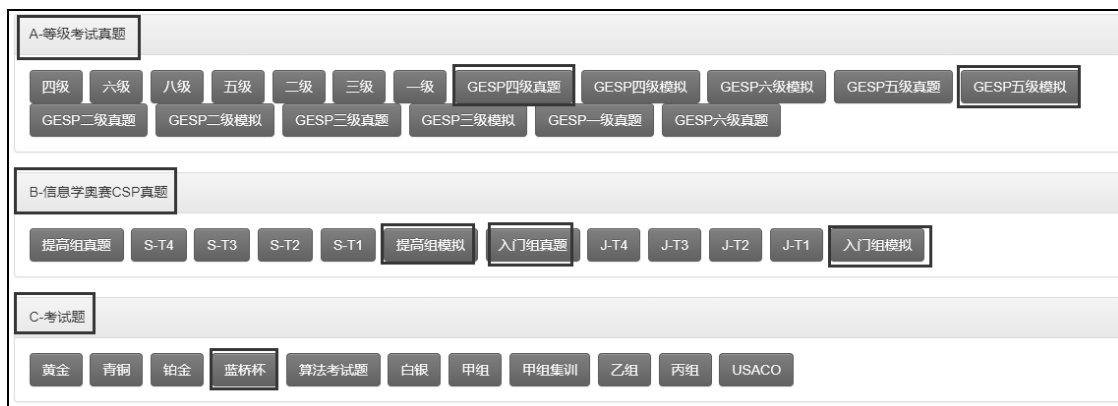 A-等级考试真题
四级 六级 八级 五级 二级 三级 一级 GESP四级真题 GESP四级模拟 GESP六级模拟 GESP五级真题 GESP五级模拟
GESP二级真题 GESP二级模拟 GESP三级真题 GESP三级模拟 GESP一级真题 GESP六级真题
B-信息学奥赛CSP真题
提高组真题 S-T4 S-T3 S-T2 S-T1 提高组模拟 入门组真题 J-T4 J-T3 J-T2 J-T1 入门组模拟
C-考试题
黄金 青铜 铂金 蓝桥杯 算法考试题 白银 甲组 甲组集训 乙组 丙组 USACO